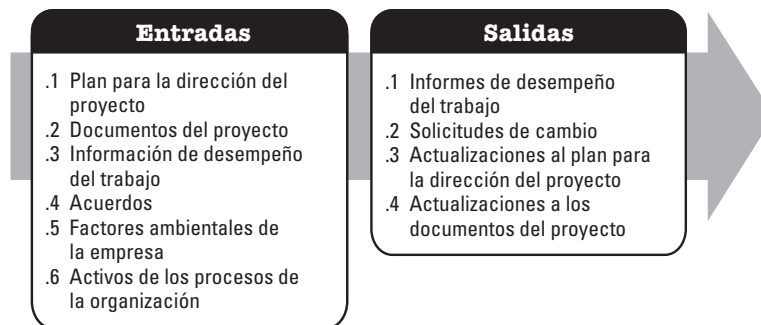 Entradas
.1 Plan para la dirección del
proyecto
.2 Documentos del proyecto
.3 Información de desempeño
del trabajo
.4 Acuerdos
.5 Factores ambientales de
la empresa
.6 Activos de los procesos de
la organización
Salidas
.1 Informes de desempeño
del trabajo
.2 Solicitudes de cambio
.3 Actualizaciones al plan para
la dirección del proyecto
.4 Actualizaciones a los
documentos del proyecto